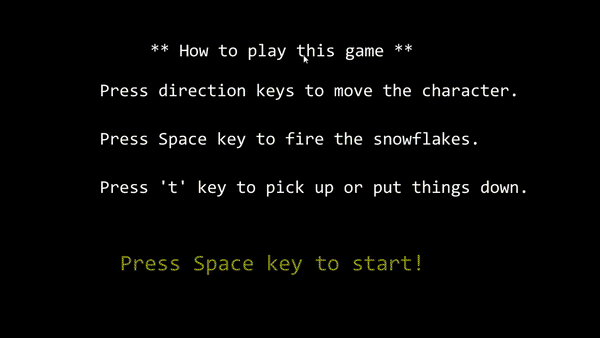 ** How to play this game **
Press direction keys to move the character.
Press Space key to fire the snowflakes.
Press 't' key to pick up or put things down.
Press Space key to start!